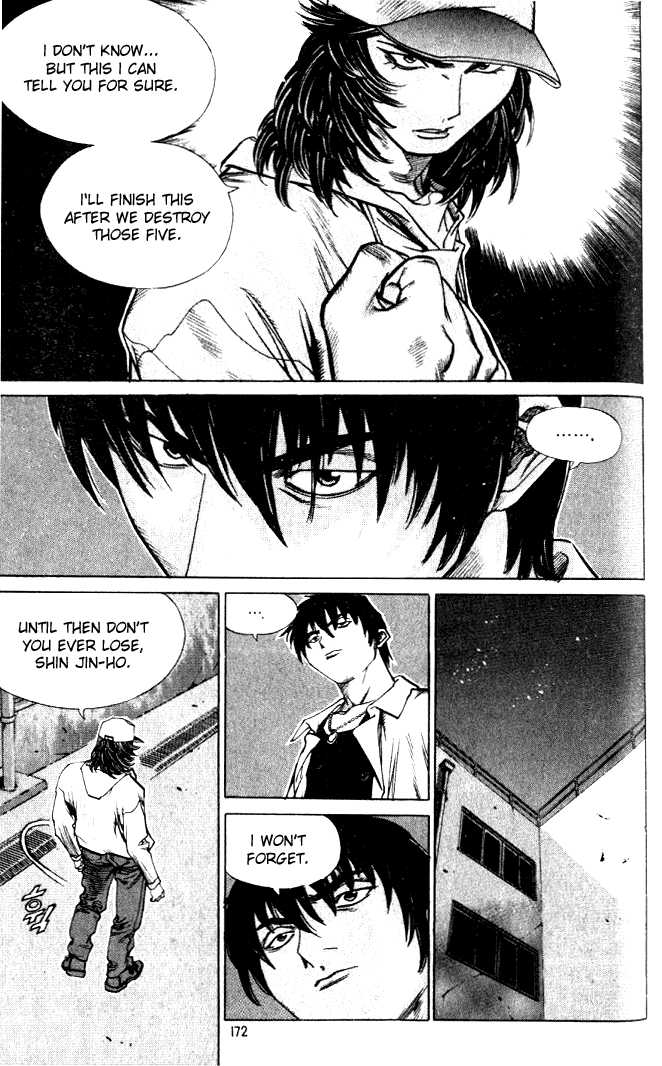 I DON'T KNOW...
BUT THIS I CAN
TELL YOU FOR SURE.
I'LL FINISH THIS
AFTER WE DESTROY
THOSE FIVE.
.......
UNTIL THEN DON'T
YOU EVER LOSE,
SHIN JIN-HO.
...
I WON'T
FORGET.
172